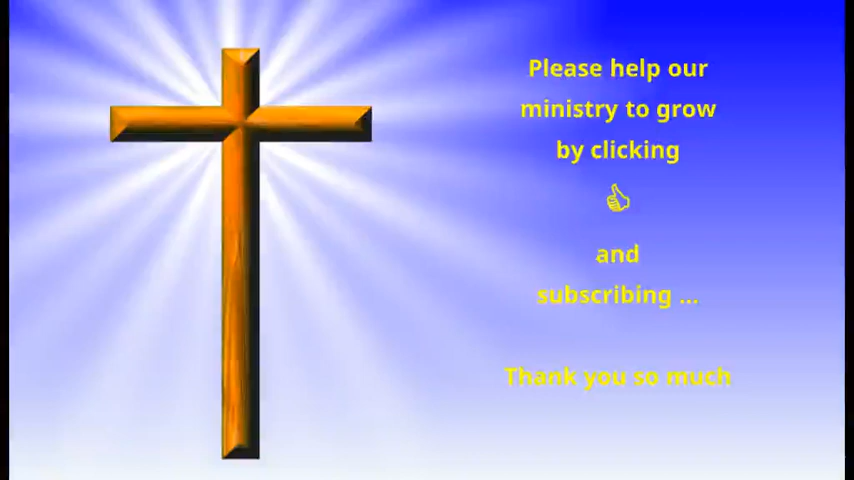 Please help our
ministry to grow
by clicking
👍
and
subscribing ...
Thank you so much